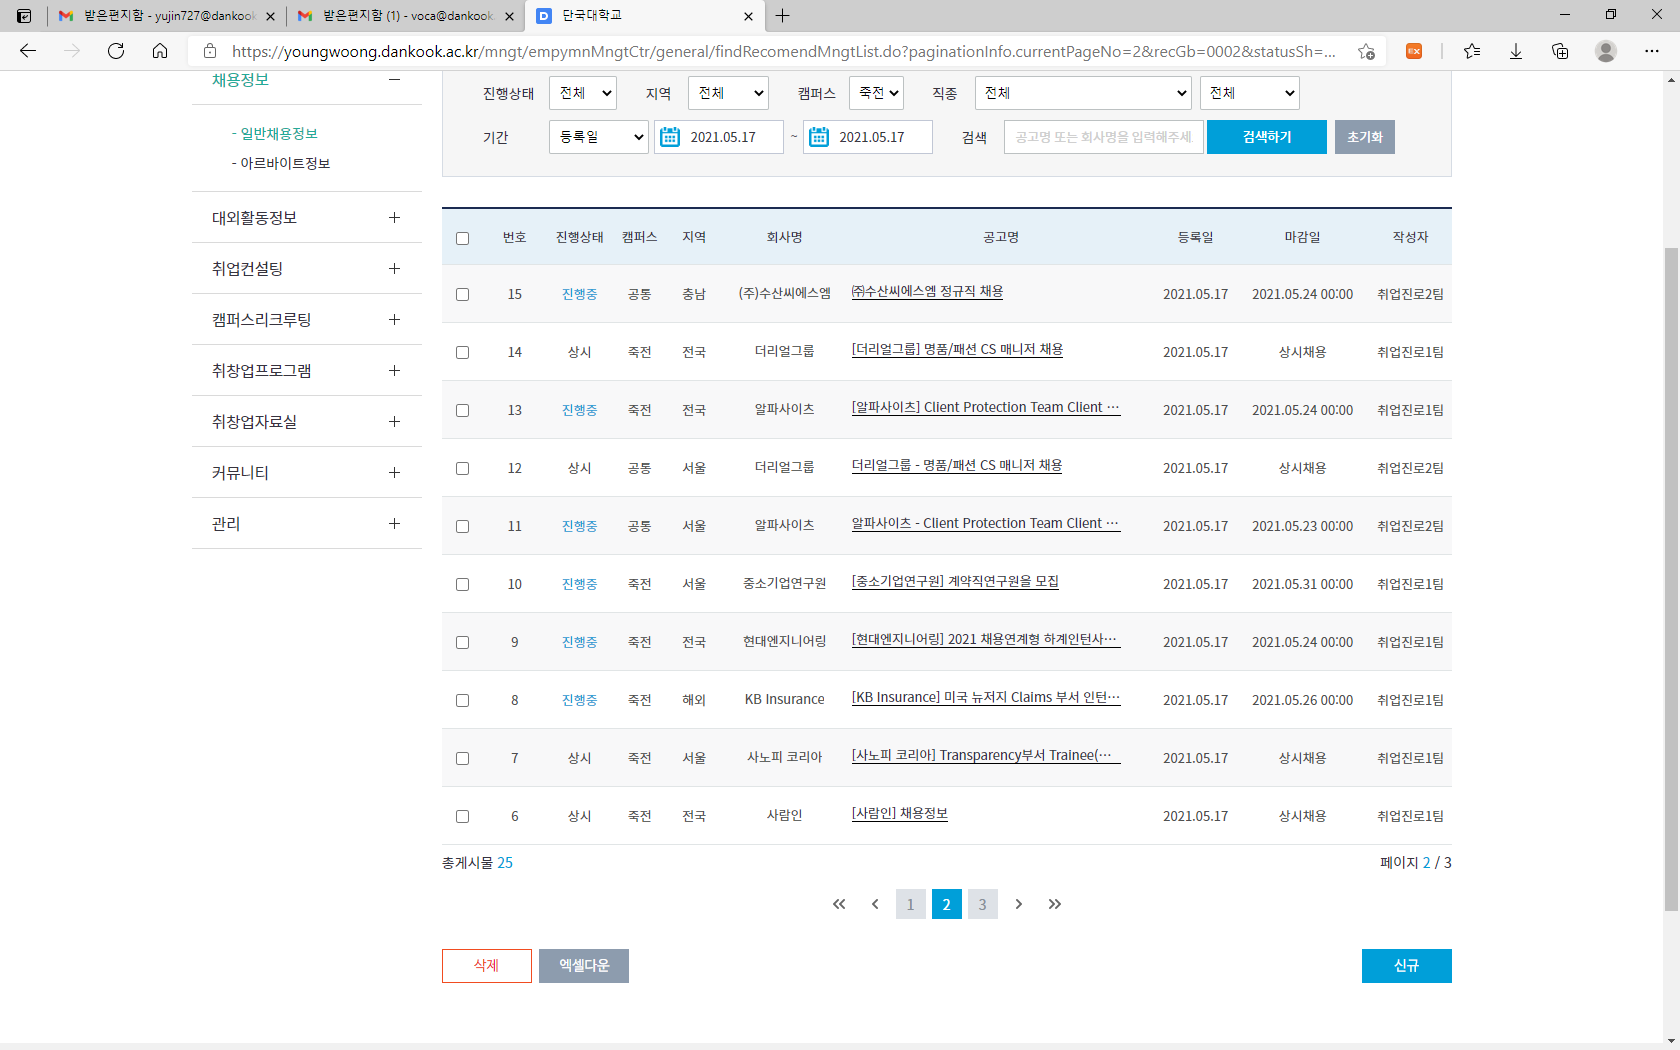 받은편지함 - yujin727@dankook
받은편지함 (1) - voca@dankook
단국대학교
https://youngwoong.dankook.ac.kr/mngt/empymnMngtCtr/general/findRecomendMngtList.do?paginationInfo.currentPageNo=2&recGb=0002&statusSh=...
채용정보
- 일반채용정보
- 아르바이트정보
대외활동정보
취업컨설팅
캠퍼스리크루팅
취창업프로그램
취창업자료실
커뮤니티
관리
진행상태 전체 지역 전체 캠퍼스 죽전 직종 전체 전체
기간 등록일 2021.05.17 ~ 2021.05.17 검색 공고명 또는 회사명을 입력해주세. 검색하기 초기화
번호 진행상태 캠퍼스 지역 회사명 공고명 등록일 마감일 작성자
15 진행중 공통 충남 (주)수산씨에스엠 ㈜수산씨에스엠 정규직 채용 2021.05.17 2021.05.24 00:00 취업진로2팀
14 상시 죽전 전국 더리얼그룹 [더리얼그룹] 명품/패션 CS 매니저 채용 2021.05.17 상시채용 취업진로1팀
13 진행중 죽전 전국 알파사이츠 [알파사이츠] Client Protection Team Client … 2021.05.17 2021.05.24 00:00 취업진로1팀
12 상시 공통 서울 더리얼그룹 더리얼그룹 - 명품/패션 CS 매니저 채용 2021.05.17 상시채용 취업진로2팀
11 진행중 공통 서울 알파사이츠 알파사이츠 - Client Protection Team Client … 2021.05.17 2021.05.23 00:00 취업진로2팀
10 진행중 죽전 서울 중소기업연구원 [중소기업연구원] 계약직연구원을 모집 2021.05.17 2021.05.31 00:00 취업진로1팀
9 진행중 죽전 전국 현대엔지니어링 [현대엔지니어링] 2021 채용연계형 하계인턴사… 2021.05.17 2021.05.24 00:00 취업진로1팀
8 진행중 죽전 해외 KB Insurance [KB Insurance] 미국 뉴저지 Claims 부서 인턴… 2021.05.17 2021.05.26 00:00 취업진로1팀
7 상시 죽전 서울 사노피 코리아 [사노피 코리아] Transparency부서 Trainee(… 2021.05.17 상시채용 취업진로1팀
6 상시 죽전 전국 사람인 [사람인] 채용정보 2021.05.17 상시채용 취업진로1팀
총게시물 25 페이지 2 / 3
1 2 3
삭제 엑셀다운 신규